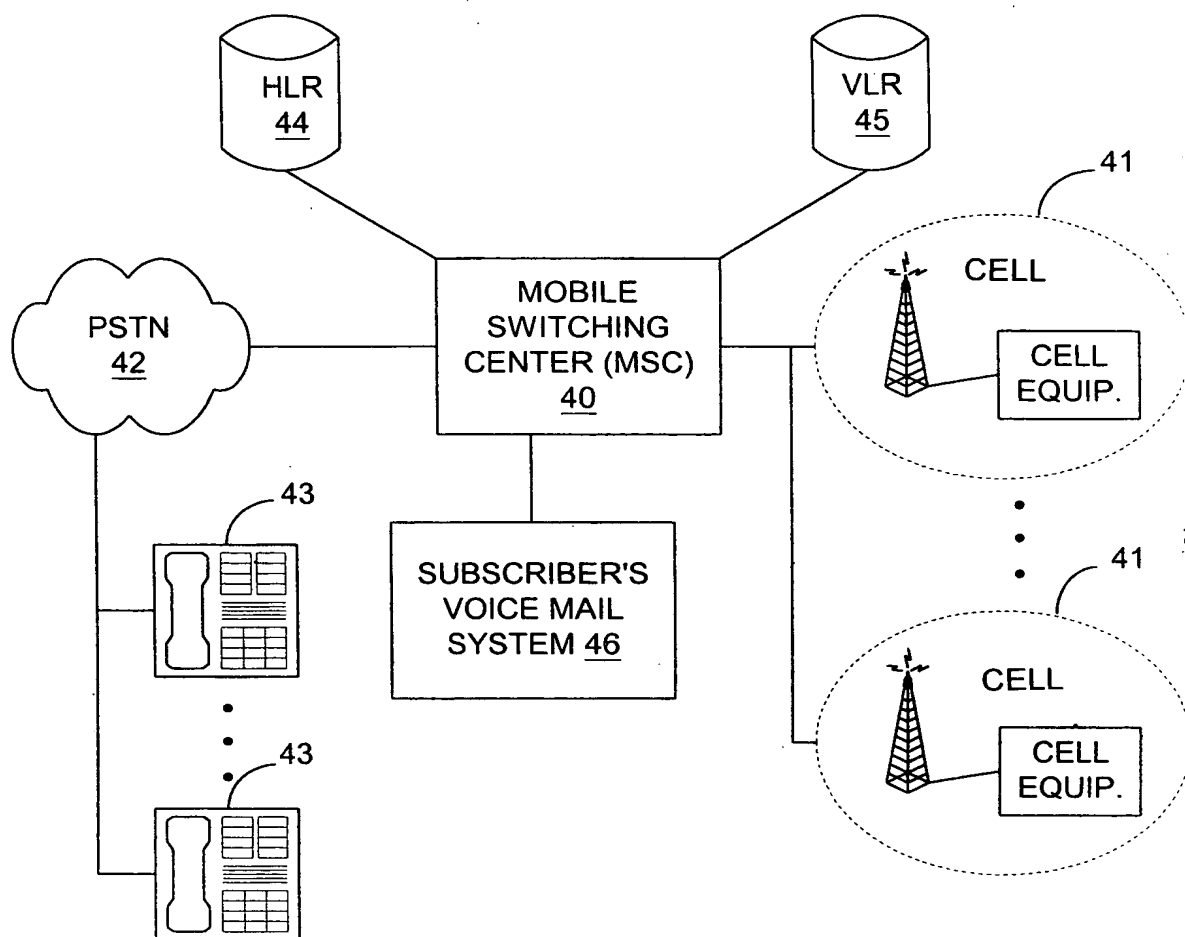 HLR
44
VLR
45
41
CELL
CELL
EQUIP.
PSTN
42
MOBILE
SWITCHING
CENTER (MSC)
40
43
SUBSCRIBER'S
VOICE MAIL
SYSTEM 46
41
CELL
CELL
EQUIP.
43